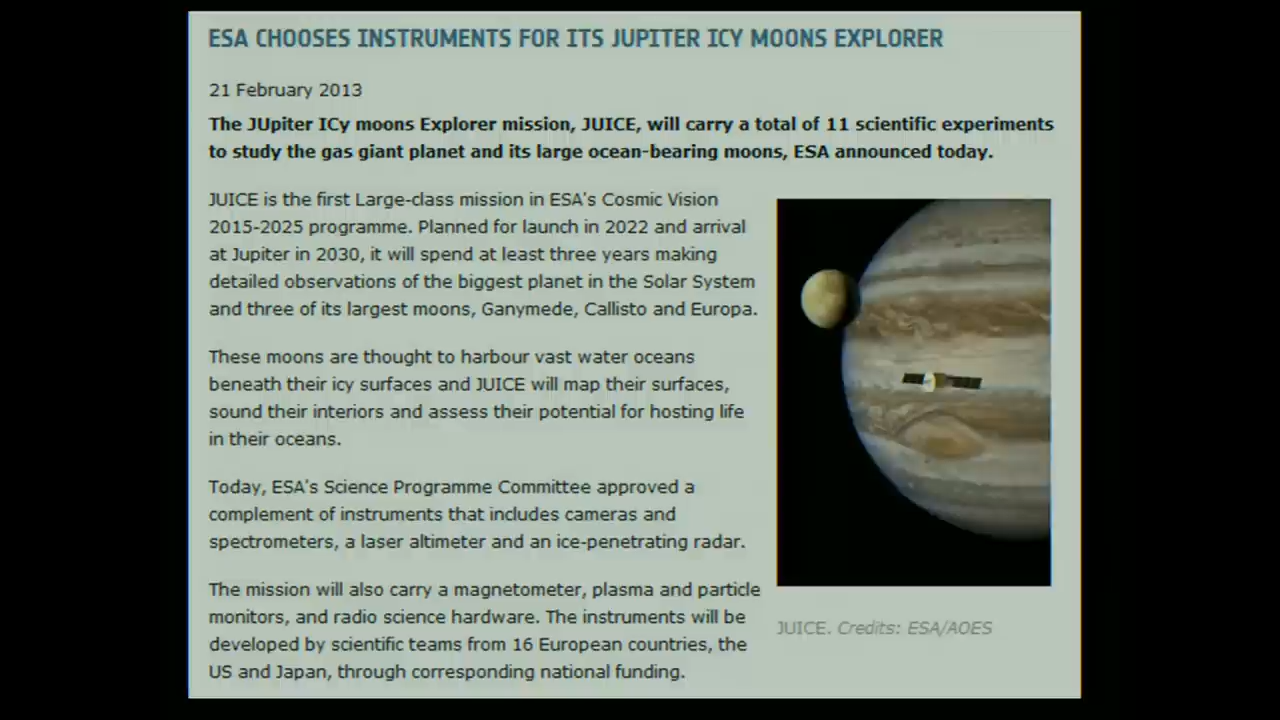 ESA CHOOSES INSTRUMENTS FOR ITS JUPITER ICY MOONS EXPLORER
21 February 2013
The JUpiter ICy moons Explorer mission, JUICE, will carry a total of 11 scientific experiments
to study the gas giant planet and its large ocean-bearing moons, ESA announced today.
JUICE is the first Large-class mission in ESA's Cosmic Vision
2015-2025 programme. Planned for launch in 2022 and arrival
at Jupiter in 2030, it will spend at least three years making
detailed observations of the biggest planet in the Solar System
and three of its largest moons, Ganymede, Callisto and Europa.
These moons are thought to harbour vast water oceans
beneath their icy surfaces and JUICE will map their surfaces,
sound their interiors and assess their potential for hosting life
in their oceans.
Today, ESA's Science Programme Committee approved a
complement of instruments that includes cameras and
spectrometers, a laser altimeter and an ice-penetrating radar.
The mission will also carry a magnetometer, plasma and particle
monitors, and radio science hardware. The instruments will be
developed by scientific teams from 16 European countries, the
US and Japan, through corresponding national funding.
JUICE. Credits: ESA/AOES